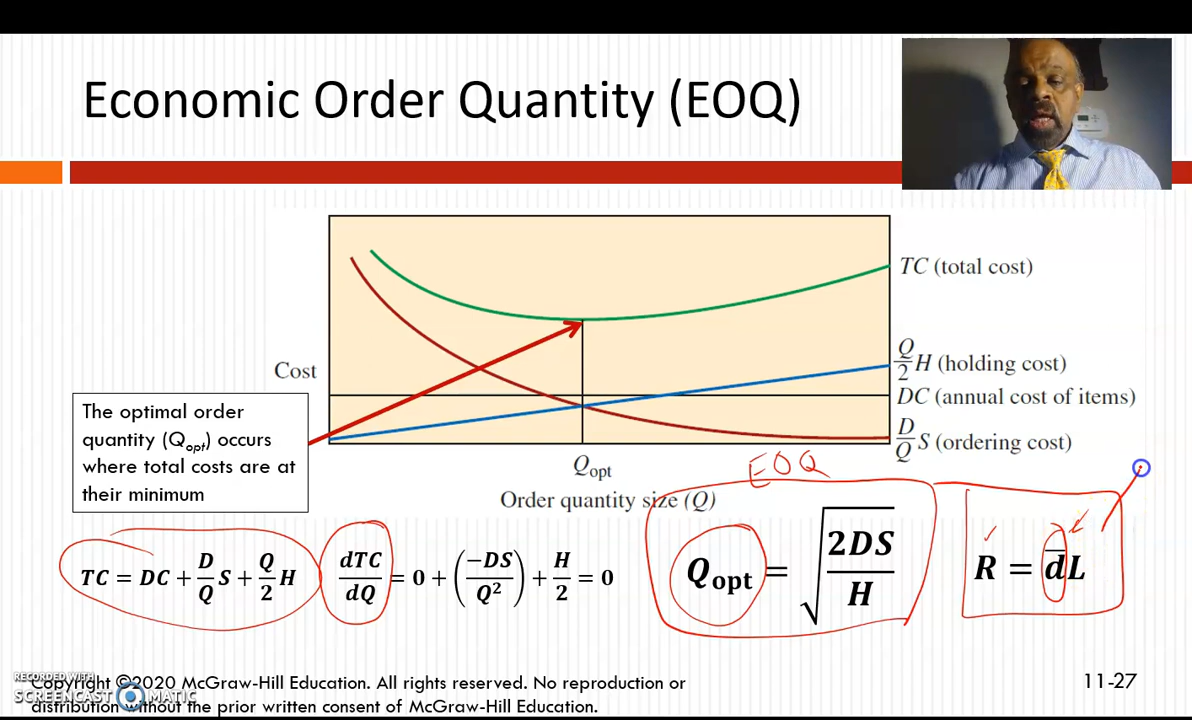 Economic Order Quantity (EOQ)
TC (total cost)
Q/2 H (holding cost)
Cost
DC (annual cost of items)
The optimal order
quantity (Qopt) occurs
where total costs are at
their minimum
D/Q S (ordering cost)
Qopt
EOQ
Order quantity size (Q)
TC = DC + D/Q S + Q/2 H
dTC/dQ = 0 + (−DS/Q²) + H/2 = 0
Qopt = √(2DS/H)
R = d̅L
RECORDED WITH
SCREENCAST MATIC
Copyright ©2020 McGraw-Hill Education. All rights reserved. No reproduction or
distribution without the prior written consent of McGraw-Hill Education.
11-27